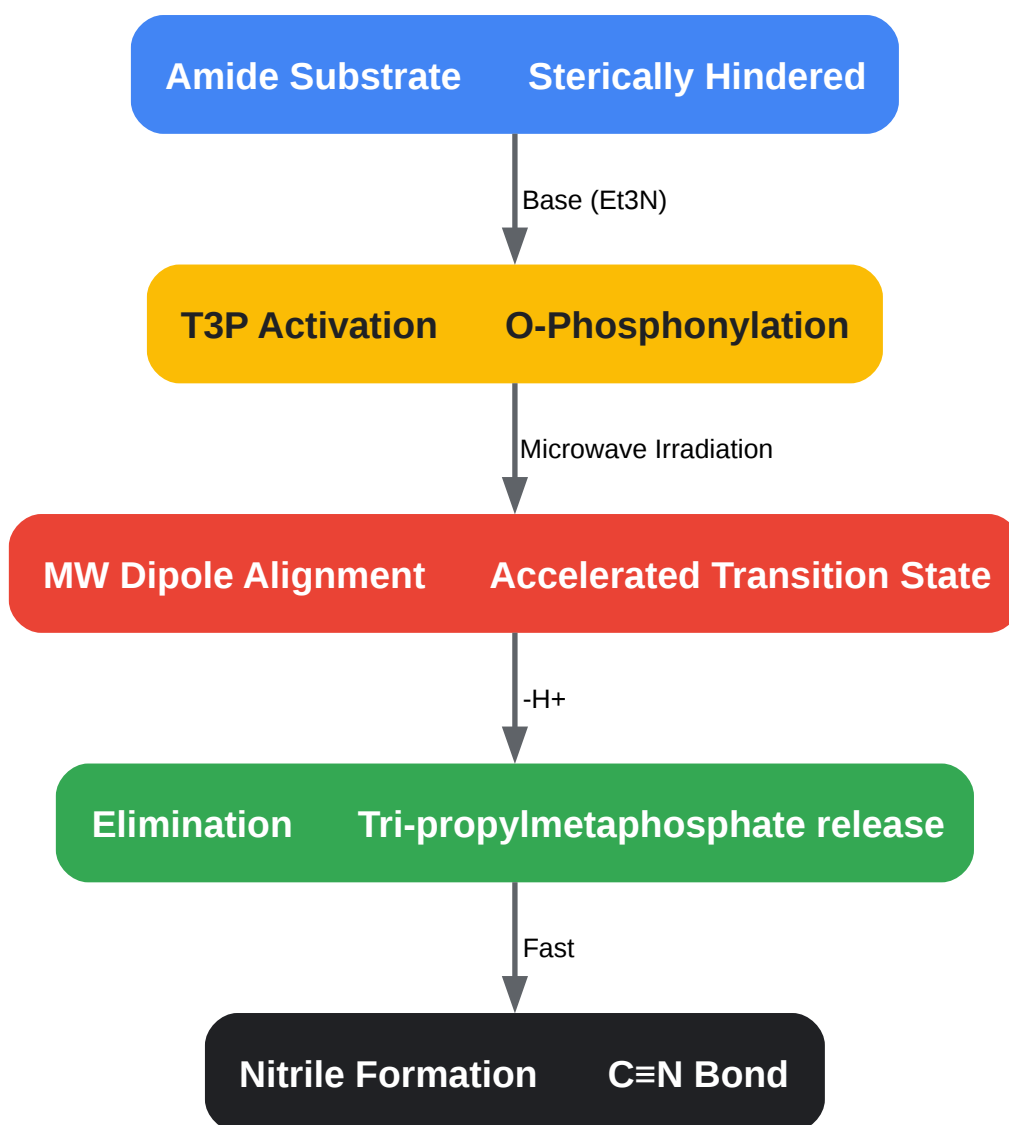 Amide Substrate Sterically Hindered
Base (Et3N)
T3P Activation O-Phosphonylation
Microwave Irradiation
MW Dipole Alignment Accelerated Transition State
-H+
Elimination Tri-propylmetaphosphate release
Fast
Nitrile Formation C≡N Bond